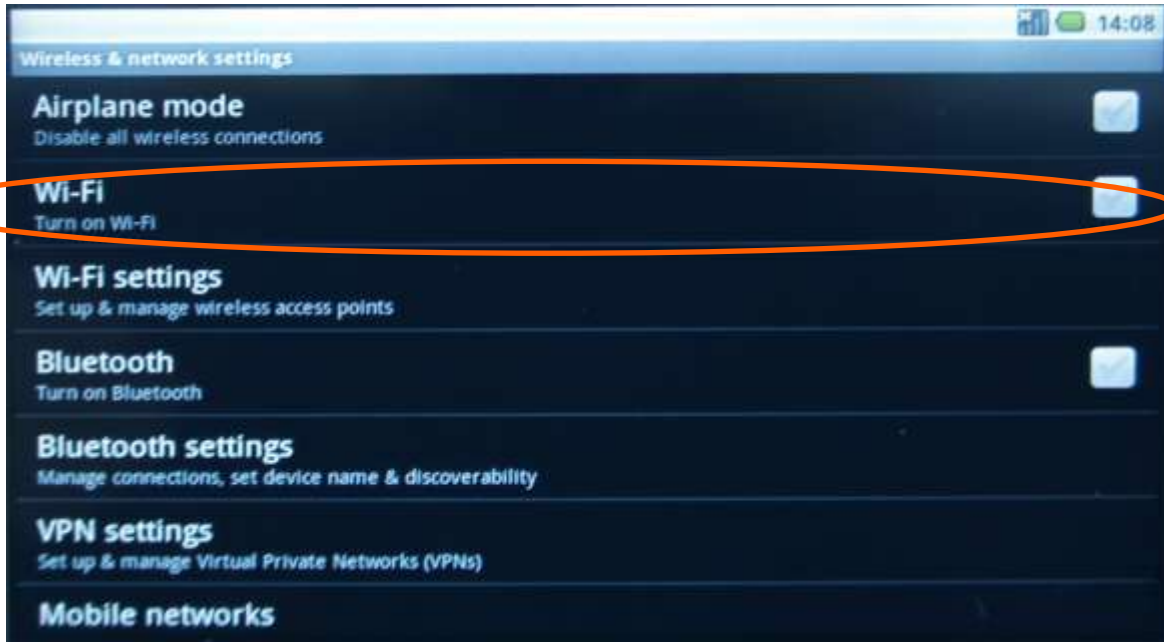 14:08
Wireless & network settings
Airplane mode
Disable all wireless connections
Wi-Fi
Turn on Wi-Fi
Wi-Fi settings
Set up & manage wireless access points
Bluetooth
Turn on Bluetooth
Bluetooth settings
Manage connections, set device name & discoverability
VPN settings
Set up & manage Virtual Private Networks (VPNs)
Mobile networks